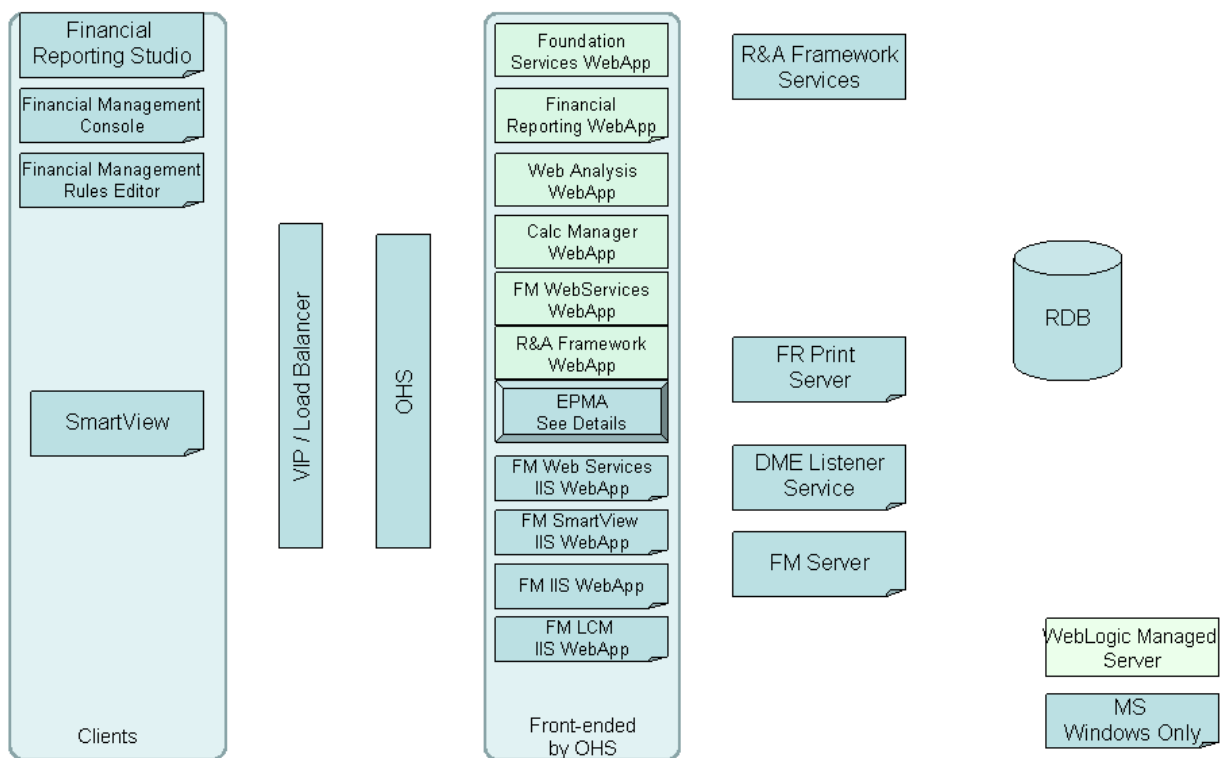 Financial
Reporting Studio
Financial Management
Console
Financial Management
Rules Editor
SmartView
Clients
VIP / Load Balancer
OHS
Foundation
Services WebApp
Financial
Reporting WebApp
Web Analysis
WebApp
Calc Manager
WebApp
FM WebServices
WebApp
R&A Framework
WebApp
EPMA
See Details
FM Web Services
IIS WebApp
FM SmartView
IIS WebApp
FM IIS WebApp
FM LCM
IIS WebApp
Front-ended
by OHS
R&A Framework
Services
FR Print
Server
DME Listener
Service
FM Server
RDB
WebLogic Managed
Server
MS
Windows Only